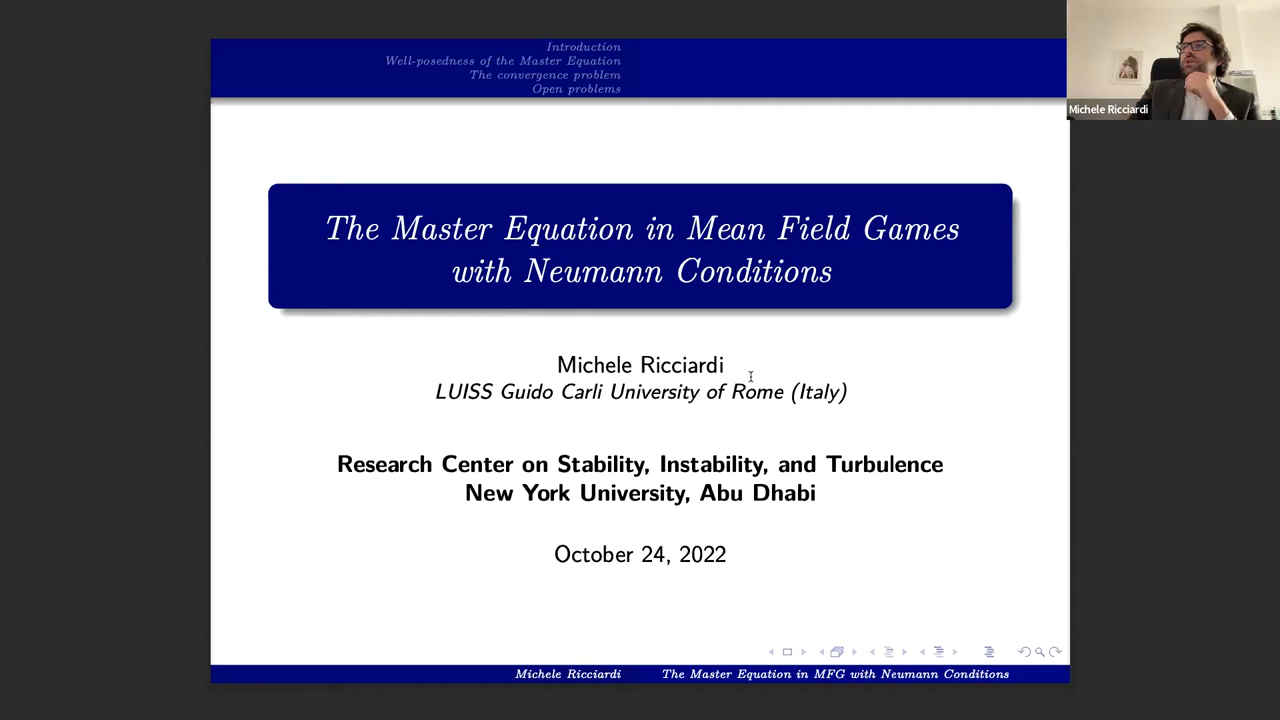 Introduction
Well-posedness of the Master Equation
The convergence problem
Open problems
Michele Ricciardi
The Master Equation in Mean Field Games
with Neumann Conditions
Michele Ricciardi
LUISS Guido Carli University of Rome (Italy)
Research Center on Stability, Instability, and Turbulence
New York University, Abu Dhabi
October 24, 2022
Michele Ricciardi
The Master Equation in MFG with Neumann Conditions